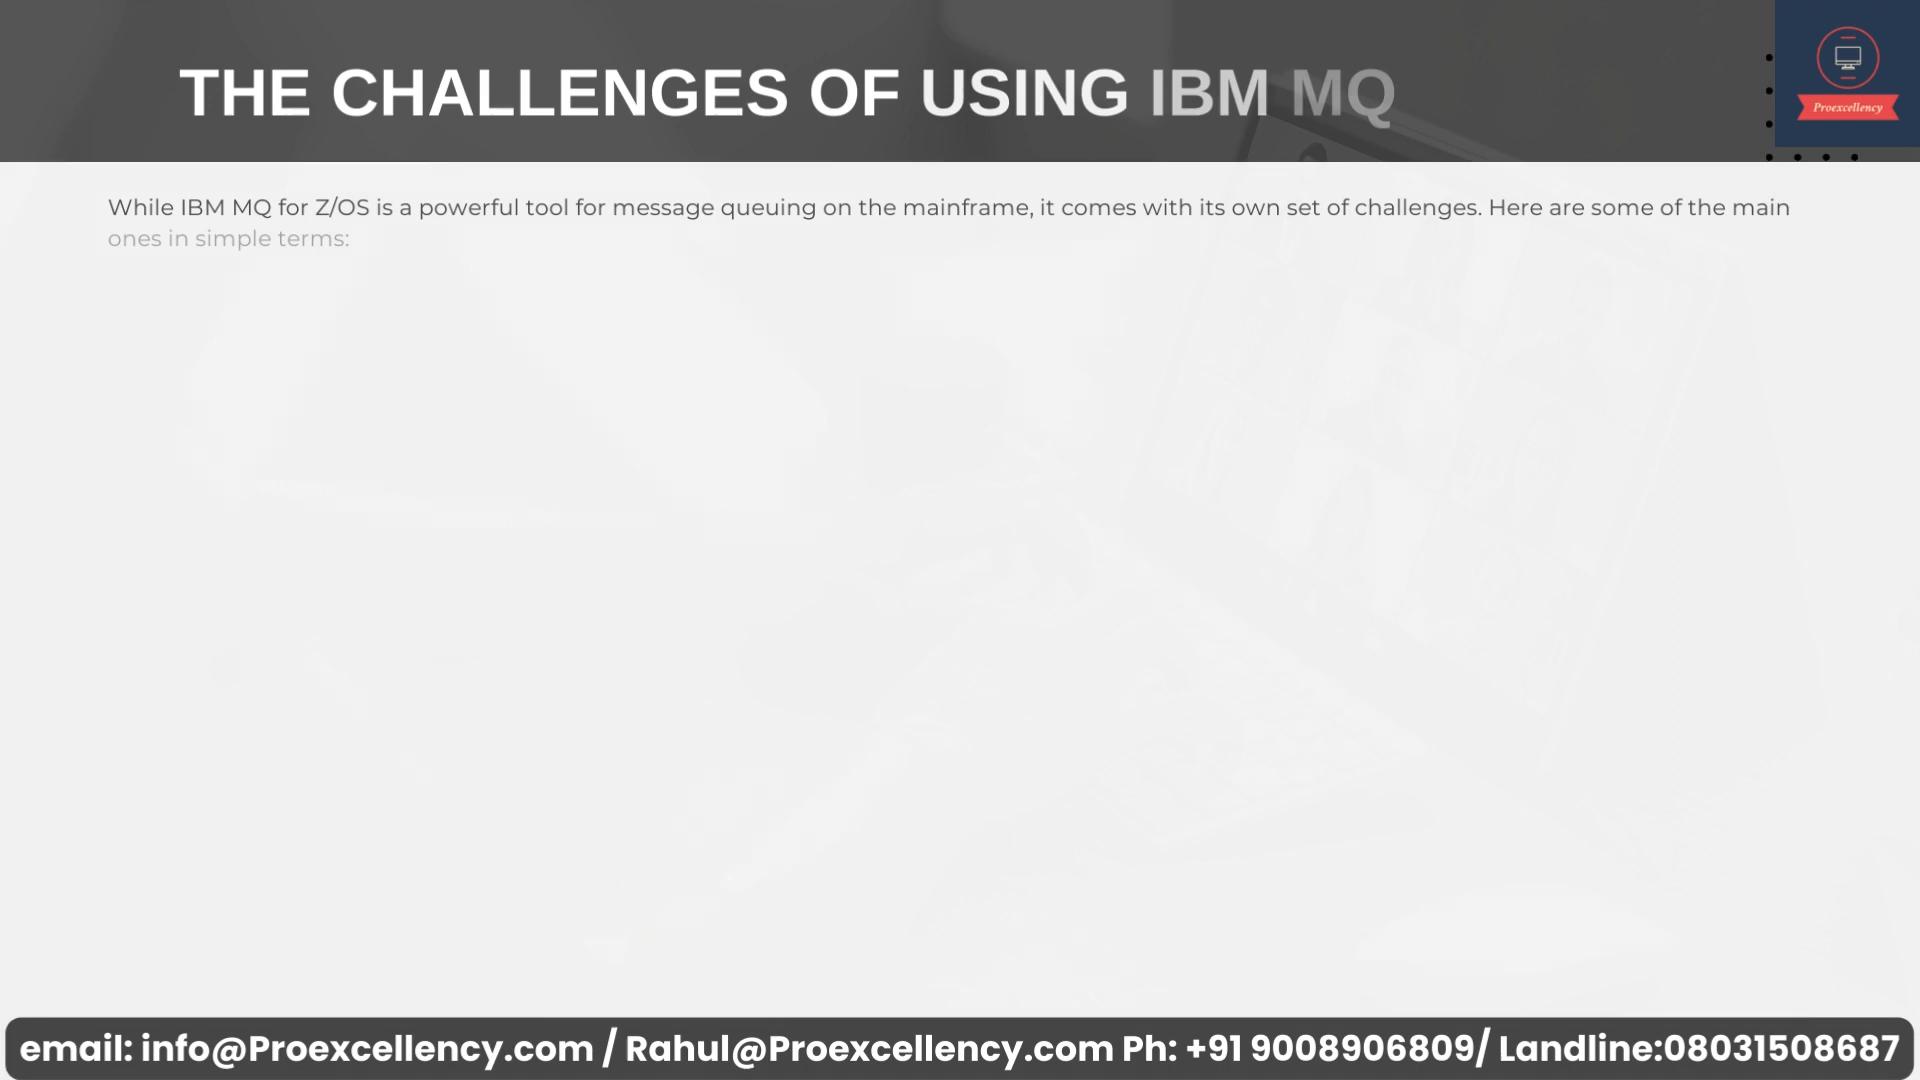 THE CHALLENGES OF USING IBM MQ
Proexcellency
While IBM MQ for Z/OS is a powerful tool for message queuing on the mainframe, it comes with its own set of challenges. Here are some of the main
ones in simple terms:
email: info@Proexcellency.com / Rahul@Proexcellency.com Ph: +91 9008906809/ Landline:08031508687